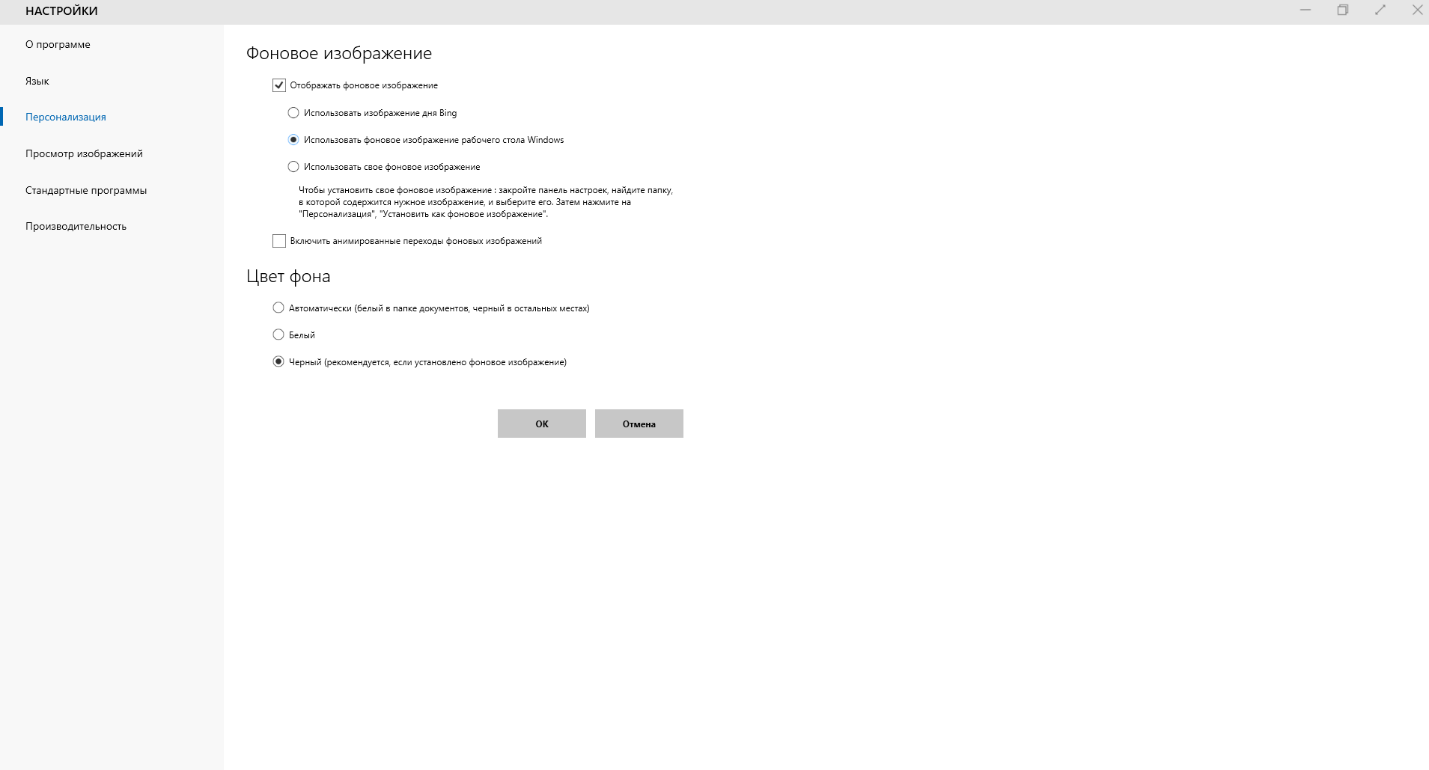 НАСТРОЙКИ
О программе
Язык
Персонализация
Просмотр изображений
Стандартные программы
Производительность
Фоновое изображение
Отображать фоновое изображение
Использовать изображение дня Bing
Использовать фоновое изображение рабочего стола Windows
Использовать свое фоновое изображение
Чтобы установить свое фоновое изображение : закройте панель настроек, найдите папку,
в которой содержится нужное изображение, и выберите его. Затем нажмите на
"Персонализация", "Установить как фоновое изображение".
Включить анимированные переходы фоновых изображений
Цвет фона
Автоматически (белый в папке документов, черный в остальных местах)
Белый
Черный (рекомендуется, если установлено фоновое изображение)
ОК
Отмена